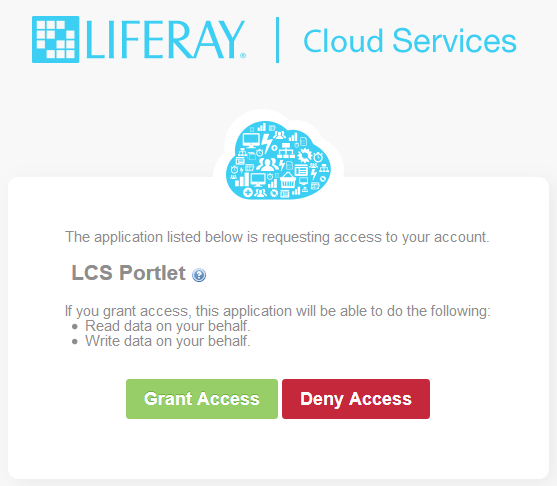 LIFERAY. | Cloud Services
The application listed below is requesting access to your account.
LCS Portlet ?
If you grant access, this application will be able to do the following:
• Read data on your behalf.
• Write data on your behalf.
Grant Access Deny Access